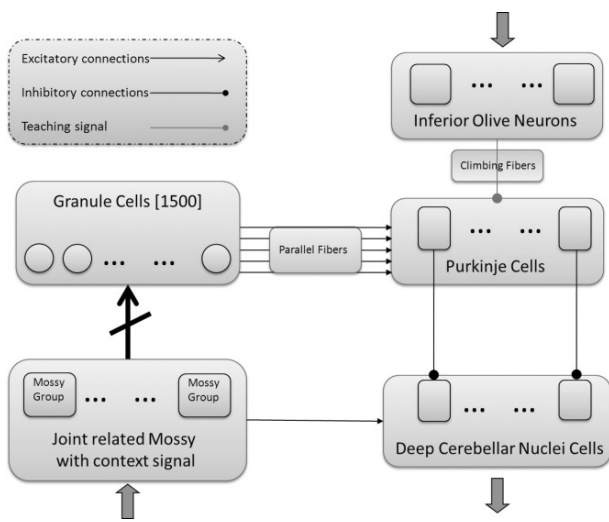 Excitatory connections
Inhibitory connections
Teaching signal
Inferior Olive Neurons
Climbing Fibers
Granule Cells [1500]
Parallel Fibers
Purkinje Cells
Mossy
Group
Mossy
Group
Joint related Mossy
with context signal
Deep Cerebellar Nuclei Cells